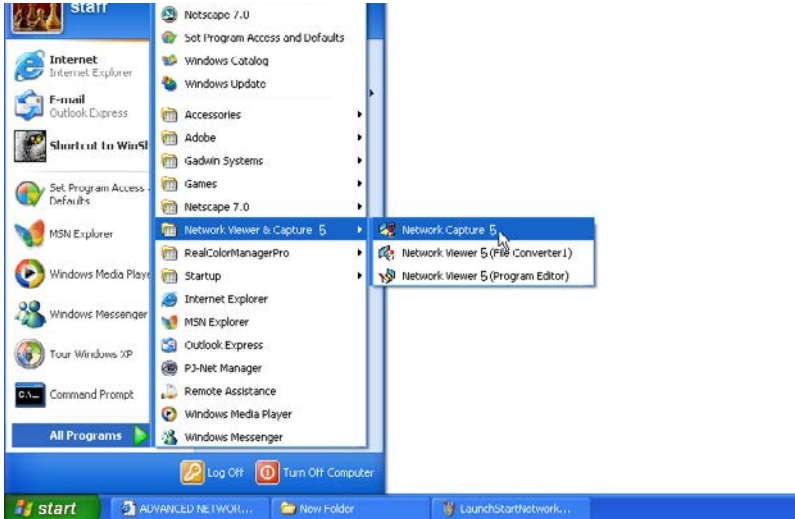 staff
Internet
Internet Explorer
E-mail
Outlook Express
Shortcut to WinSh
Set Program Access
Defaults
MSN Explorer
Windows Media Playe
Windows Messenger
Tour Windows XP
C:\_
Command Prompt
All Programs
Netscape 7.0
Set Program Access and Defaults
Windows Catalog
Windows Update
Accessories
Adobe
Gadwin Systems
Games
Netscape 7.0
Network Viewer & Capture 5
RealColorManagerPro
Startup
Internet Explorer
MSN Explorer
Outlook Express
PJ-Net Manager
Remote Assistance
Windows Media Player
Windows Messenger
Network Capture 5
Network Viewer 5 (File Converter1)
Network Viewer 5 (Program Editor)
Log Off
Turn Off Computer
start
ADVANCED NETWOR...
New Folder
LaunchStartNetwork...